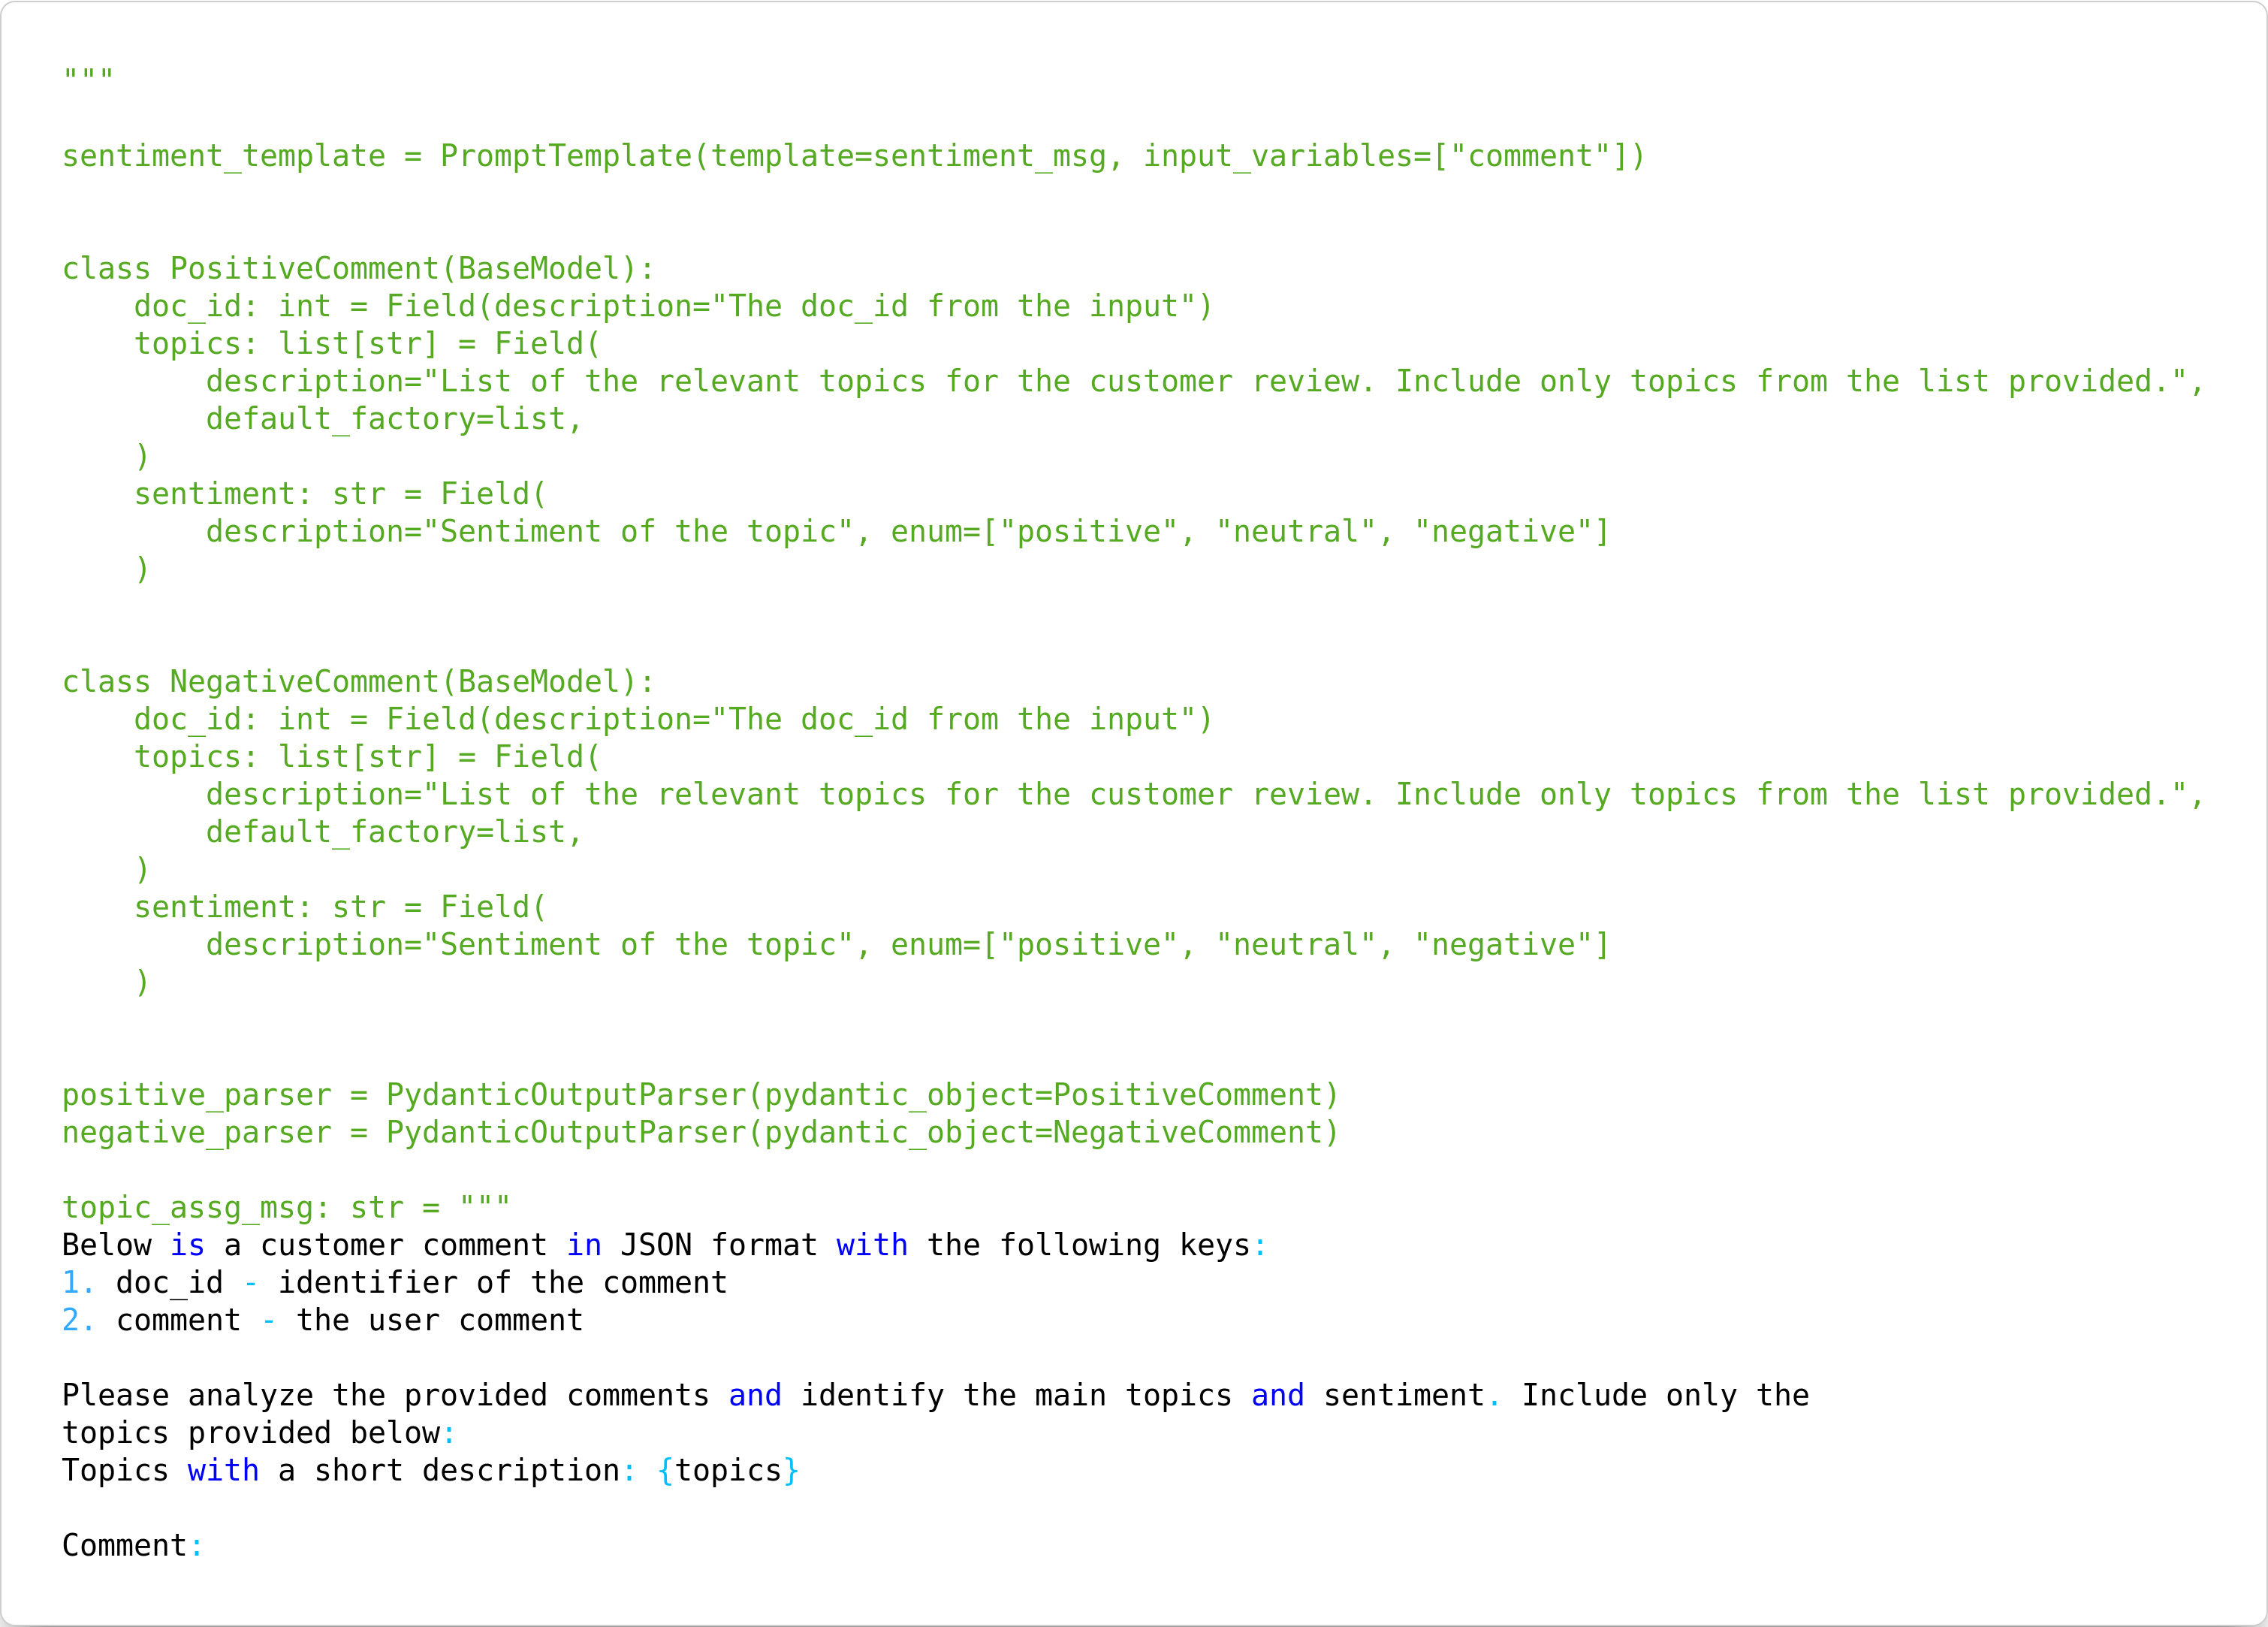 """
sentiment_template = PromptTemplate(template=sentiment_msg, input_variables=["comment"])
class PositiveComment(BaseModel):
    doc_id: int = Field(description="The doc_id from the input")
    topics: list[str] = Field(
        description="List of the relevant topics for the customer review. Include only topics from the list provided.",
        default_factory=list,
    )
    sentiment: str = Field(
        description="Sentiment of the topic", enum=["positive", "neutral", "negative"]
    )
class NegativeComment(BaseModel):
    doc_id: int = Field(description="The doc_id from the input")
    topics: list[str] = Field(
        description="List of the relevant topics for the customer review. Include only topics from the list provided.",
        default_factory=list,
    )
    sentiment: str = Field(
        description="Sentiment of the topic", enum=["positive", "neutral", "negative"]
    )
positive_parser = PydanticOutputParser(pydantic_object=PositiveComment)
negative_parser = PydanticOutputParser(pydantic_object=NegativeComment)
topic_assg_msg: str = """
Below is a customer comment in JSON format with the following keys:
1. doc_id - identifier of the comment
2. comment - the user comment
Please analyze the provided comments and identify the main topics and sentiment. Include only the
topics provided below:
Topics with a short description: {topics}
Comment: